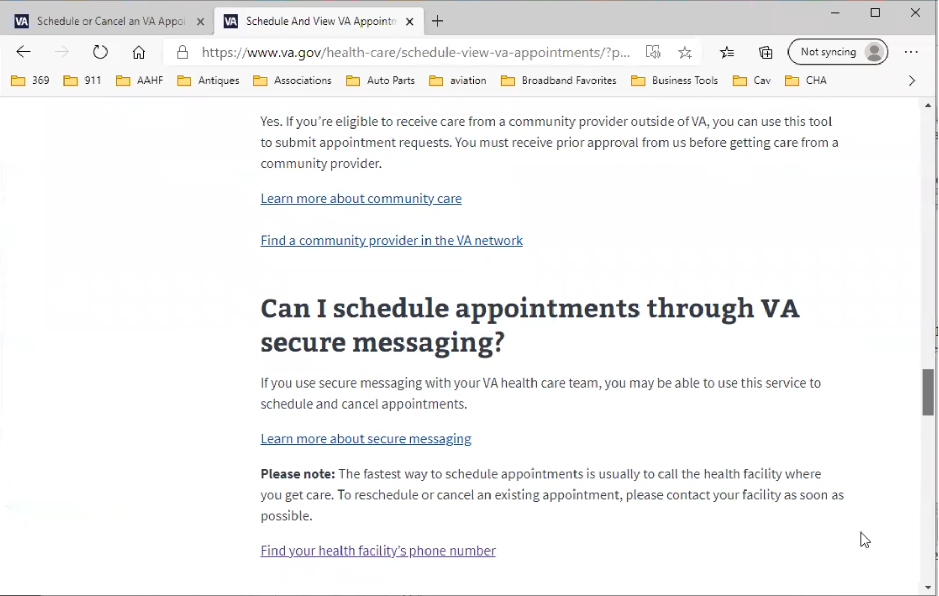 VA Schedule or Cancel an VA Appoi
VA Schedule And View VA Appointm
https://www.va.gov/health-care/schedule-view-va-appointments/?p...
Not syncing
369 911 AAHF Antiques Associations Auto Parts aviation Broadband Favorites Business Tools Cav CHA
Yes. If you're eligible to receive care from a community provider outside of VA, you can use this tool
to submit appointment requests. You must receive prior approval from us before getting care from a
community provider.
Learn more about community care
Find a community provider in the VA network
Can I schedule appointments through VA
secure messaging?
If you use secure messaging with your VA health care team, you may be able to use this service to
schedule and cancel appointments.
Learn more about secure messaging
Please note: The fastest way to schedule appointments is usually to call the health facility where
you get care. To reschedule or cancel an existing appointment, please contact your facility as soon as
possible.
Find your health facility's phone number